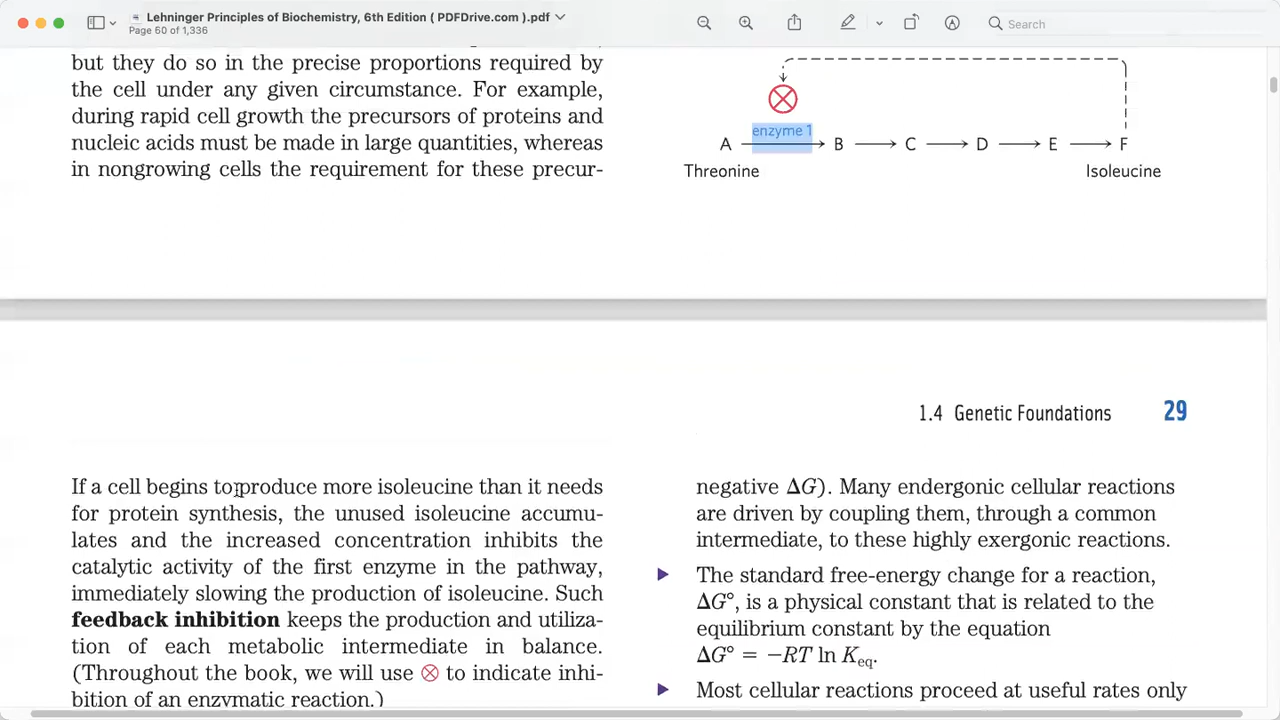 Lehninger Principles of Biochemistry, 6th Edition ( PDFDrive.com ).pdf
Page 60 of 1,336
Search
but they do so in the precise proportions required by
the cell under any given circumstance. For example,
during rapid cell growth the precursors of proteins and
nucleic acids must be made in large quantities, whereas
in nongrowing cells the requirement for these precur-
enzyme 1
A B C D E F
Threonine Isoleucine
1.4 Genetic Foundations 29
If a cell begins to produce more isoleucine than it needs
for protein synthesis, the unused isoleucine accumu-
lates and the increased concentration inhibits the
catalytic activity of the first enzyme in the pathway,
immediately slowing the production of isoleucine. Such
feedback inhibition keeps the production and utiliza-
tion of each metabolic intermediate in balance.
(Throughout the book, we will use ⊗ to indicate inhi-
bition of an enzymatic reaction.)
negative ΔG). Many endergonic cellular reactions
are driven by coupling them, through a common
intermediate, to these highly exergonic reactions.
The standard free-energy change for a reaction,
ΔG°, is a physical constant that is related to the
equilibrium constant by the equation
ΔG° = −RT ln Keq.
Most cellular reactions proceed at useful rates only